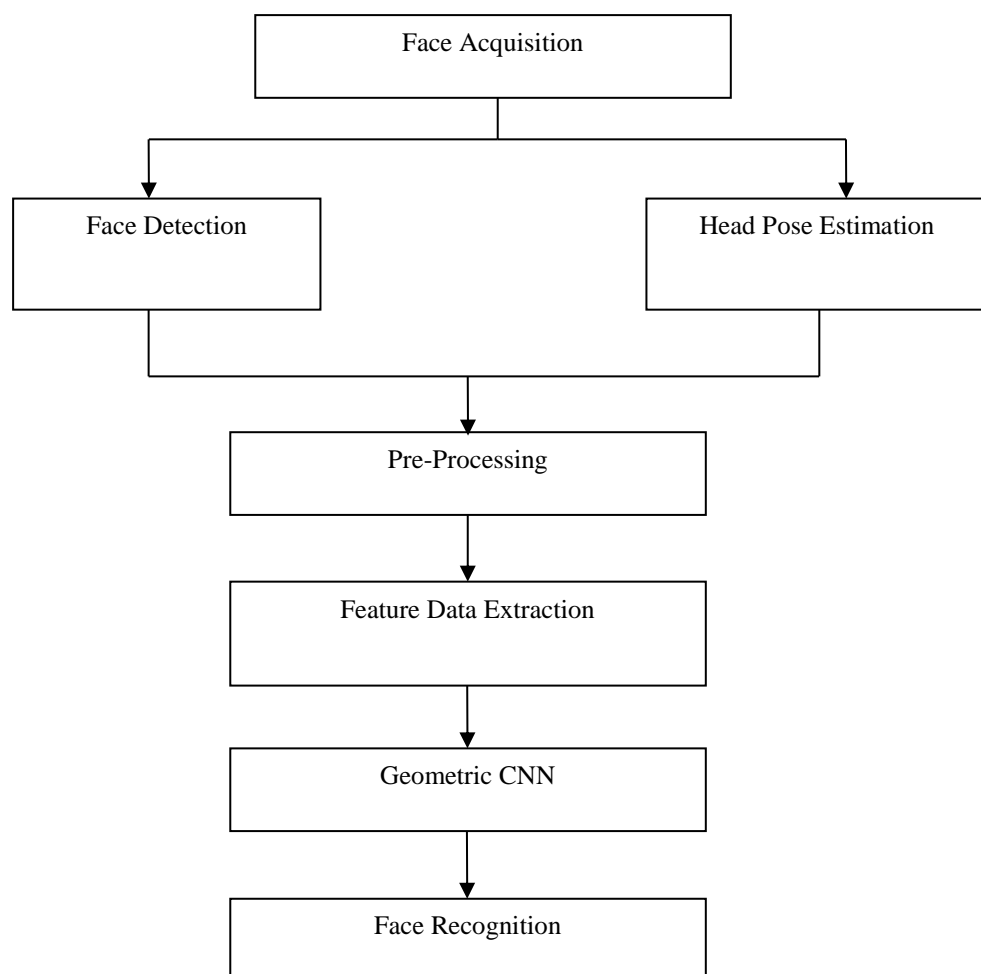 Face Acquisition
Face Detection
Head Pose Estimation
Pre-Processing
Feature Data Extraction
Geometric CNN
Face Recognition